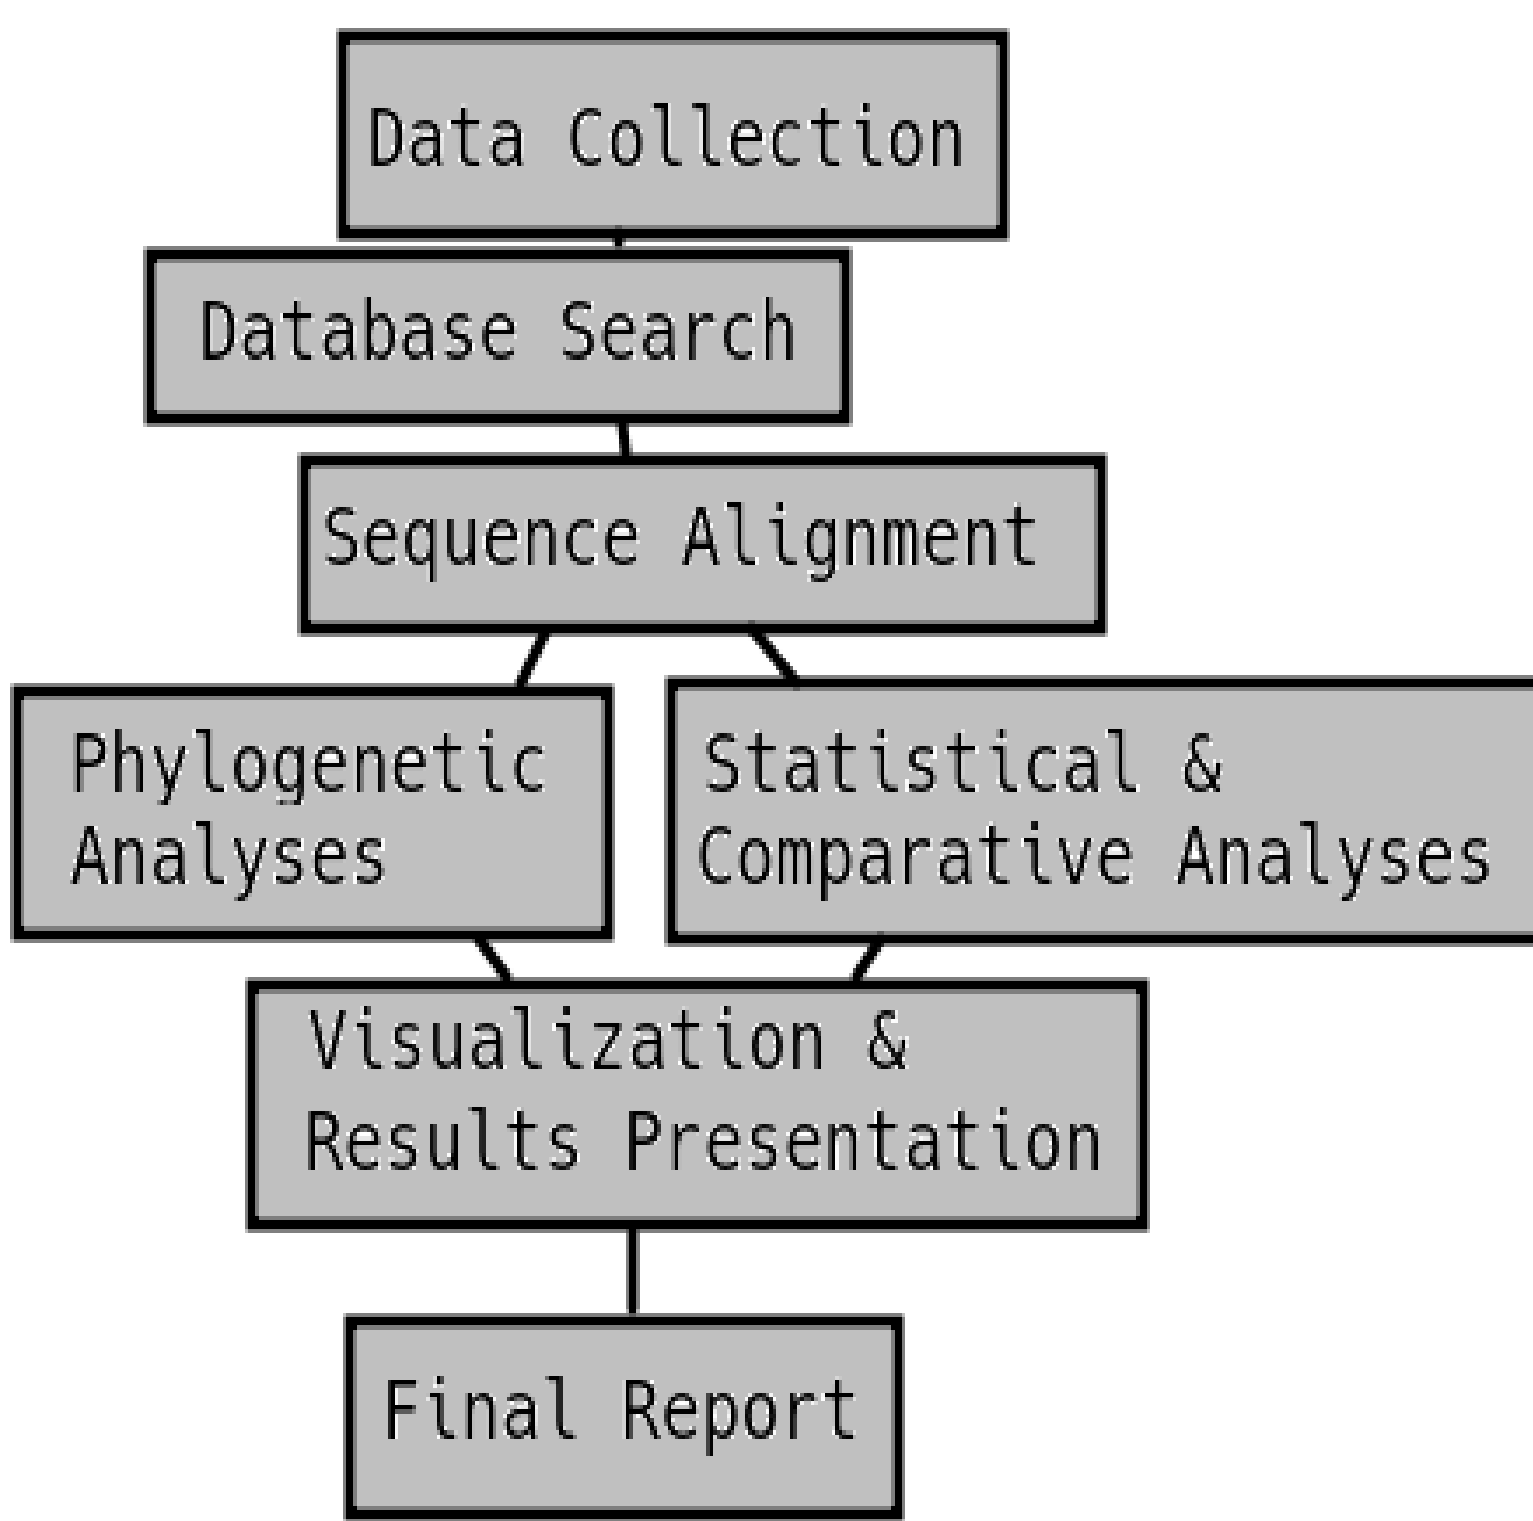 Data Collection
Database Search
Sequence Alignment
Phylogenetic
Analyses
Statistical &
Comparative Analyses
Visualization &
Results Presentation
Final Report